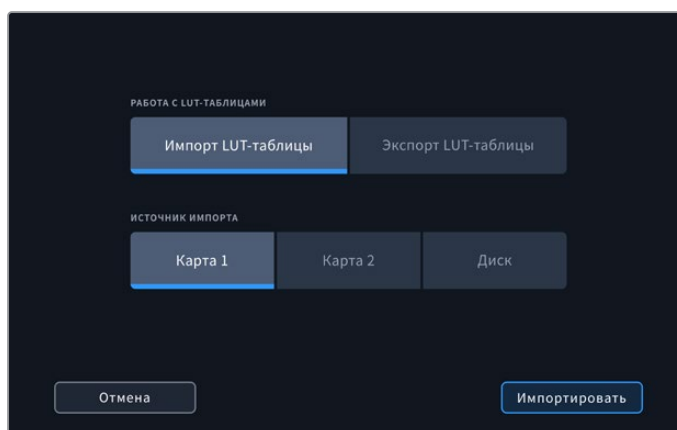 РАБОТА С LUT-ТАБЛИЦАМИ
Импорт LUT-таблицы Экспорт LUT-таблицы
ИСТОЧНИК ИМПОРТА
Карта 1 Карта 2 Диск
Отмена Импортировать